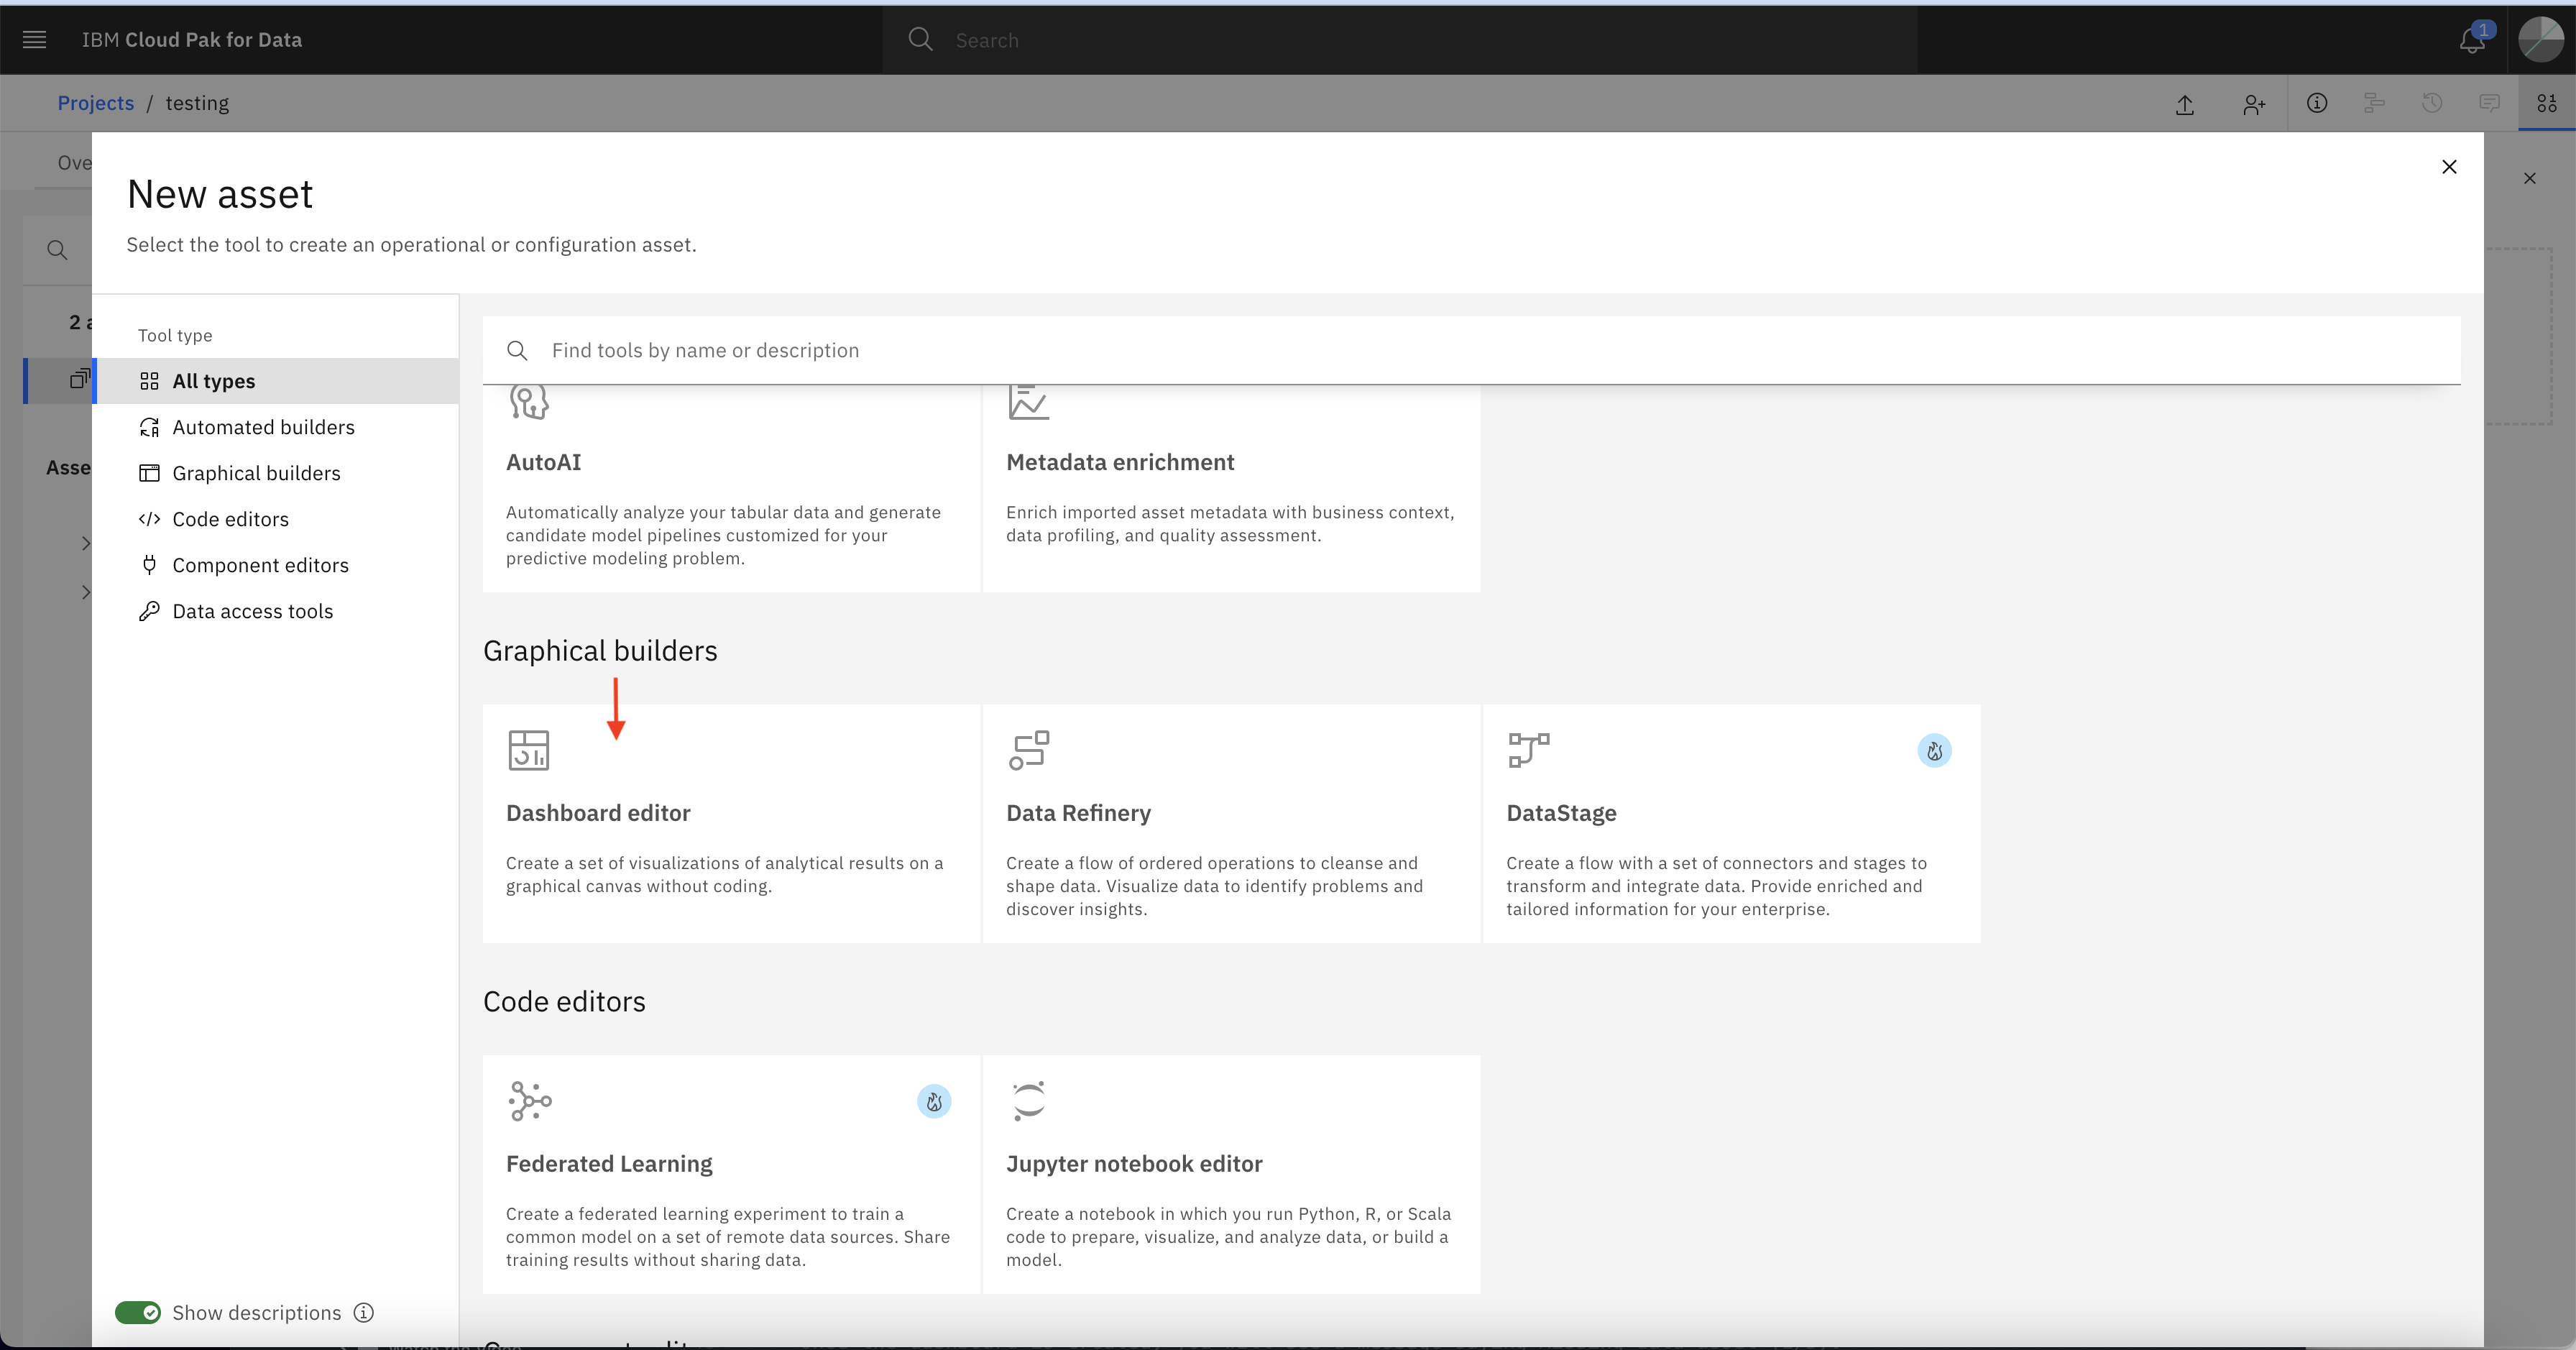 IBM Cloud Pak for Data
Search
1
Projects / testing
New asset
Select the tool to create an operational or configuration asset.
Tool type
All types
Automated builders
Graphical builders
Code editors
Component editors
Data access tools
Show descriptions
Find tools by name or description
AutoAI
Automatically analyze your tabular data and generate
candidate model pipelines customized for your
predictive modeling problem.
Metadata enrichment
Enrich imported asset metadata with business context,
data profiling, and quality assessment.
Graphical builders
Dashboard editor
Create a set of visualizations of analytical results on a
graphical canvas without coding.
Data Refinery
Create a flow of ordered operations to cleanse and
shape data. Visualize data to identify problems and
discover insights.
DataStage
Create a flow with a set of connectors and stages to
transform and integrate data. Provide enriched and
tailored information for your enterprise.
Code editors
Federated Learning
Create a federated learning experiment to train a
common model on a set of remote data sources. Share
training results without sharing data.
Jupyter notebook editor
Create a notebook in which you run Python, R, or Scala
code to prepare, visualize, and analyze data, or build a
model.
Ove
2 a
Asse